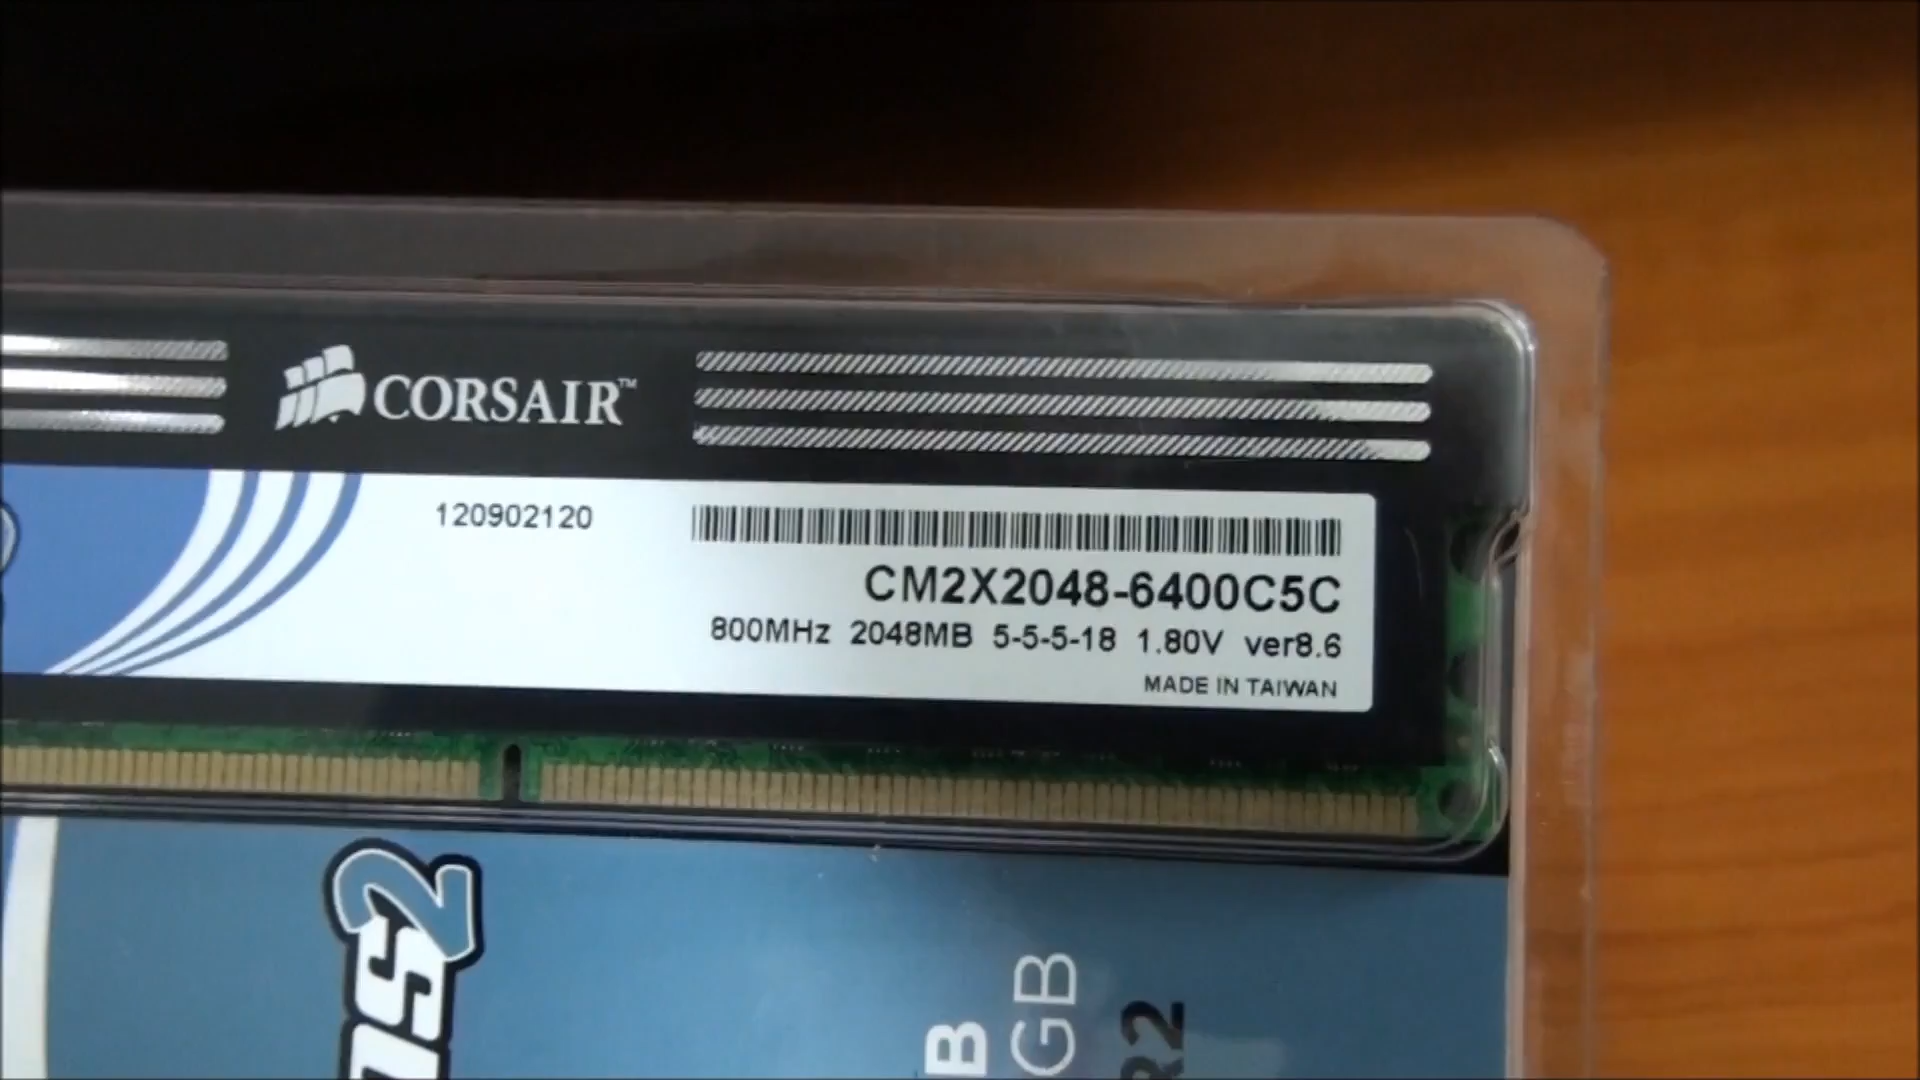 CORSAIR™
120902120
CM2X2048-6400C5C
800MHz 2048MB 5-5-5-18 1.80V ver8.6
MADE IN TAIWAN
GB